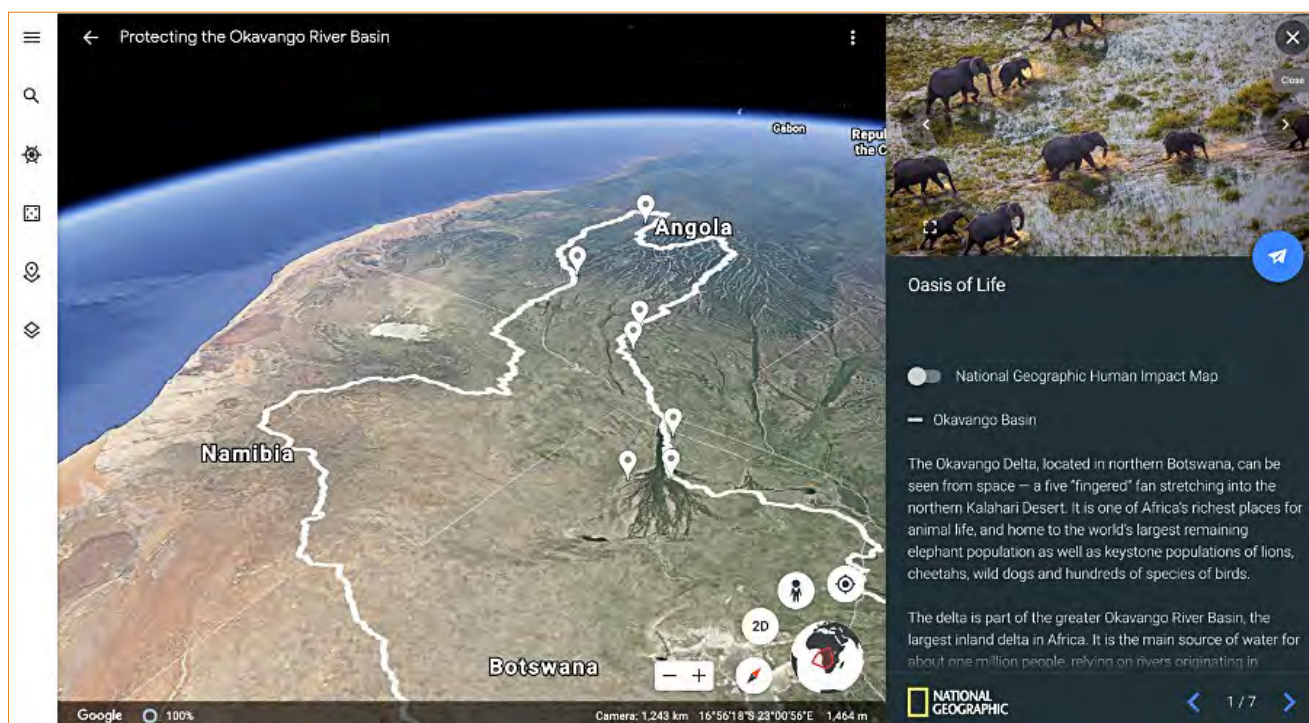 Protecting the Okavango River Basin
Gabon
Repu
the C
Angola
Namibia
Botswana
2D
Google
100%
Camera: 1,243 km 16°56'18"S 23°00'56"E 1,464 m
Close
Oasis of Life
National Geographic Human Impact Map
Okavango Basin
The Okavango Delta, located in northern Botswana, can be
seen from space — a five "fingered" fan stretching into the
northern Kalahari Desert. It is one of Africa's richest places for
animal life, and home to the world's largest remaining
elephant population as well as keystone populations of lions,
cheetahs, wild dogs and hundreds of species of birds.
The delta is part of the greater Okavango River Basin, the
largest inland delta in Africa. It is the main source of water for
about one million people, relying on rivers originating in
NATIONAL
GEOGRAPHIC
1 / 7